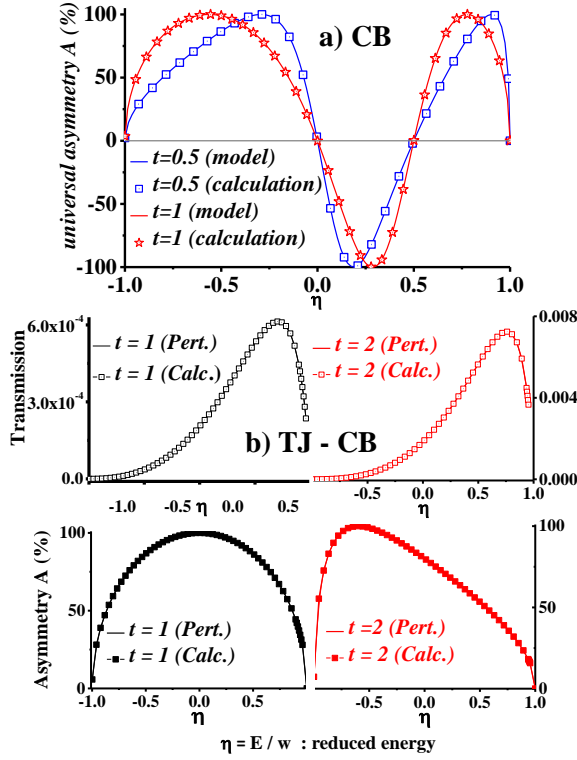 universal asymmetry A (%)
100
50
0
-50
-100
a) CB
t=0.5 (model)
t=0.5 (calculation)
t=1 (model)
t=1 (calculation)
-1.0 -0.5 0.0 0.5 1.0
η
Transmission
6.0x10⁻⁴
3.0x10⁻⁴
0.0
t = 1 (Pert.)
t = 1 (Calc.)
t = 2 (Pert.)
t = 2 (Calc.)
0.008
0.004
0.000
b) TJ - CB
-1.0 -0.5 0.0 0.5
η
-0.5 0.0 0.5 1.0
η
Asymmetry A (%)
100
50
0
t = 1 (Pert.)
t = 1 (Calc.)
t =2 (Pert.)
t = 2 (Calc.)
100
50
0
-1.0 -0.5 0.0 0.5
η
-0.5 0.0 0.5 1.0
η
η = E / w : reduced energy